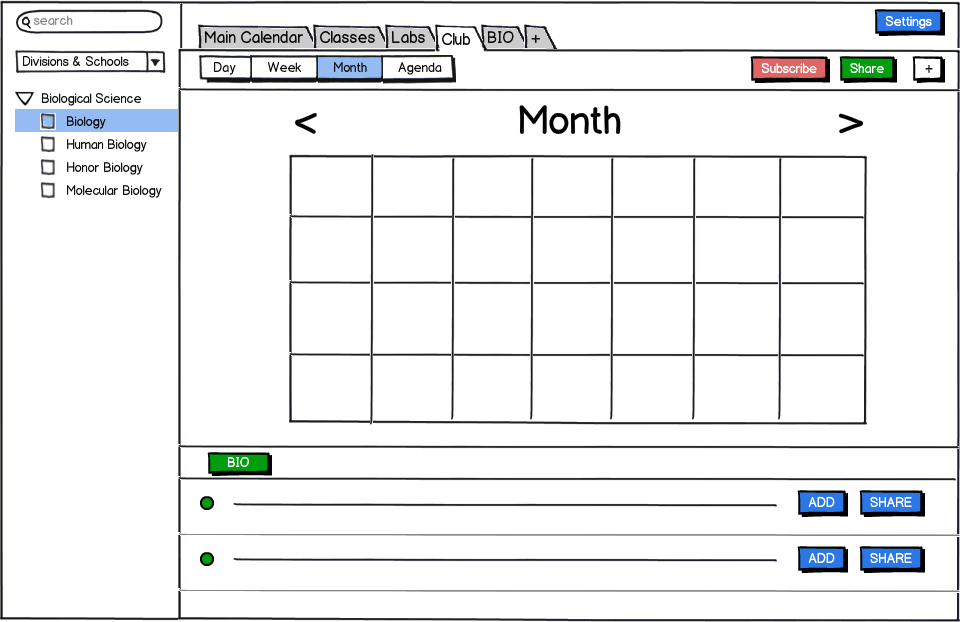 search
Settings
Main Calendar Classes Labs Club BIO +
Divisions & Schools
Day Week Month Agenda
Subscribe Share +
Biological Science
Biology
Human Biology
Honor Biology
Molecular Biology
< Month >
BIO
ADD SHARE
ADD SHARE